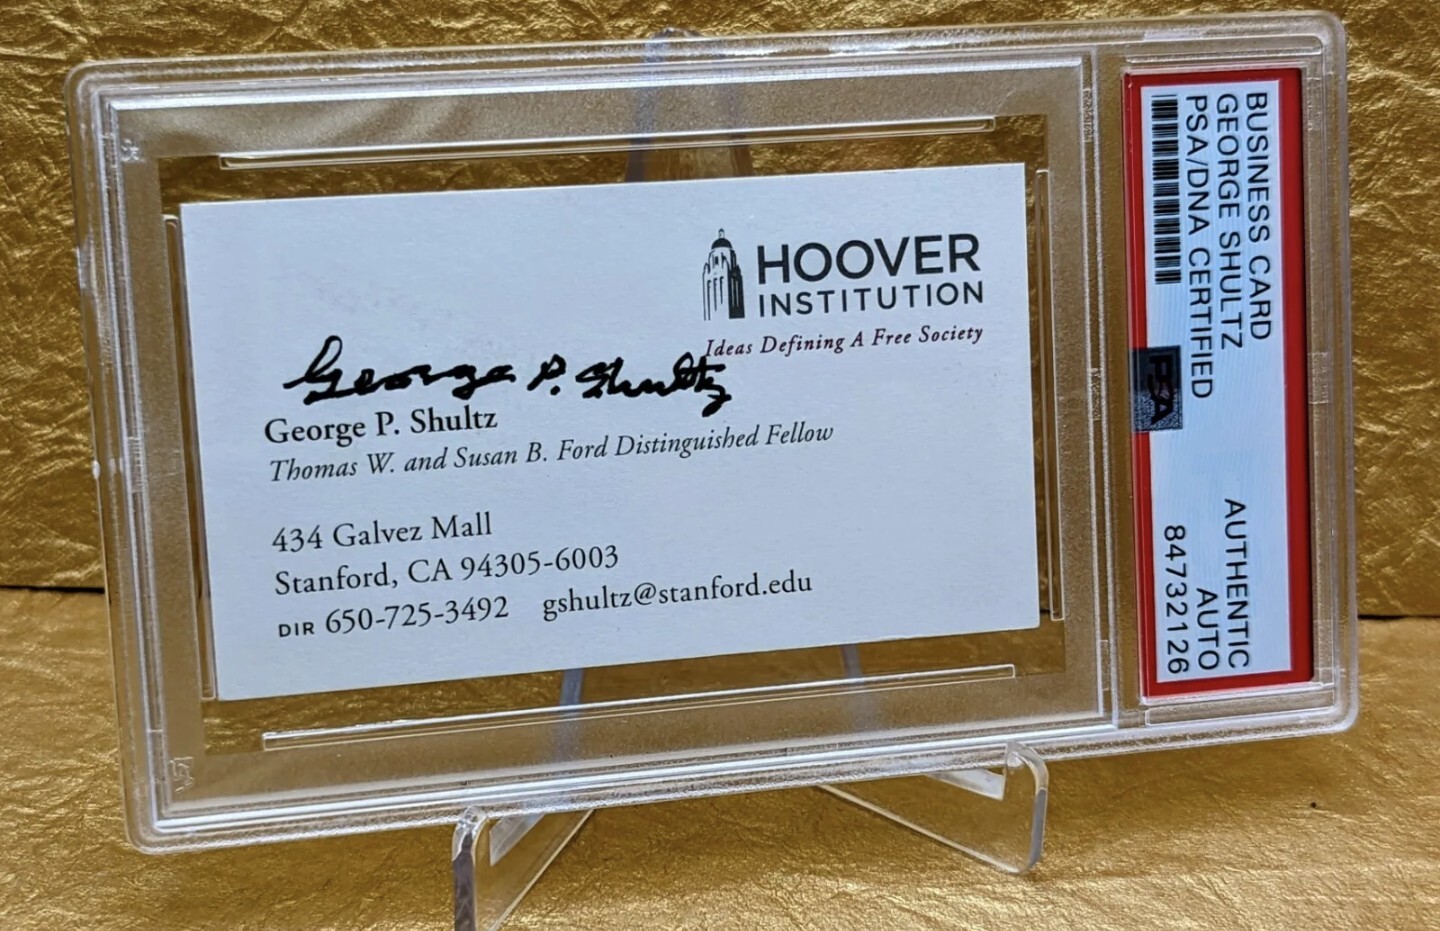 HOOVER
INSTITUTION
Ideas Defining A Free Society
George P. Shultz
George P. Shultz
Thomas W. and Susan B. Ford Distinguished Fellow
434 Galvez Mall
Stanford, CA 94305-6003
DIR 650-725-3492 gshultz@stanford.edu
BUSINESS CARD
GEORGE SHULTZ
PSA/DNA CERTIFIED
AUTHENTIC
AUTO
84732126
PSA